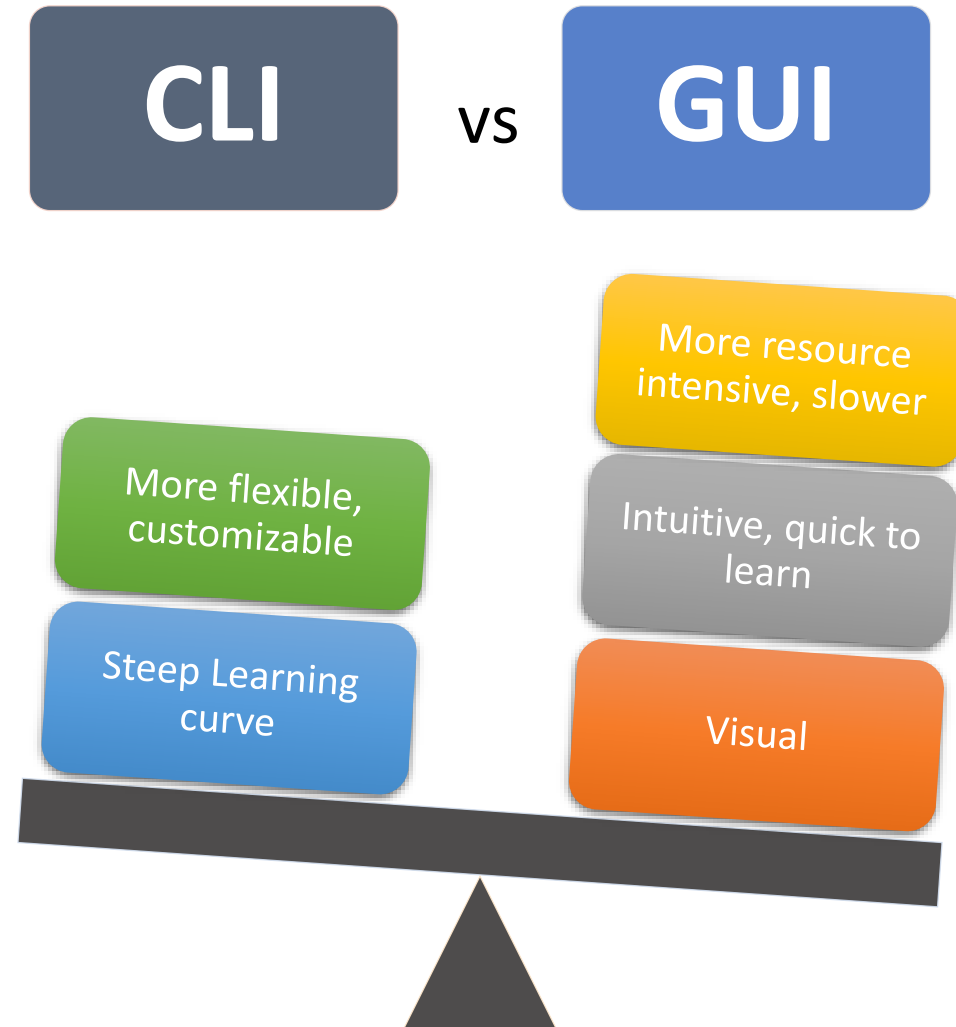 CLI
vs
GUI
More flexible,
customizable
Steep Learning
curve
More resource
intensive, slower
Intuitive, quick to
learn
Visual